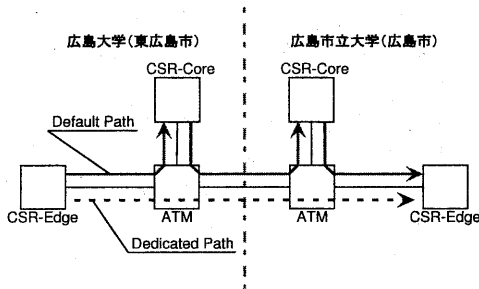 広島大学(東広島市)
広島市立大学(広島市)
CSR-Core
CSR-Core
Default Path
CSR-Edge
ATM
ATM
CSR-Edge
Dedicated Path